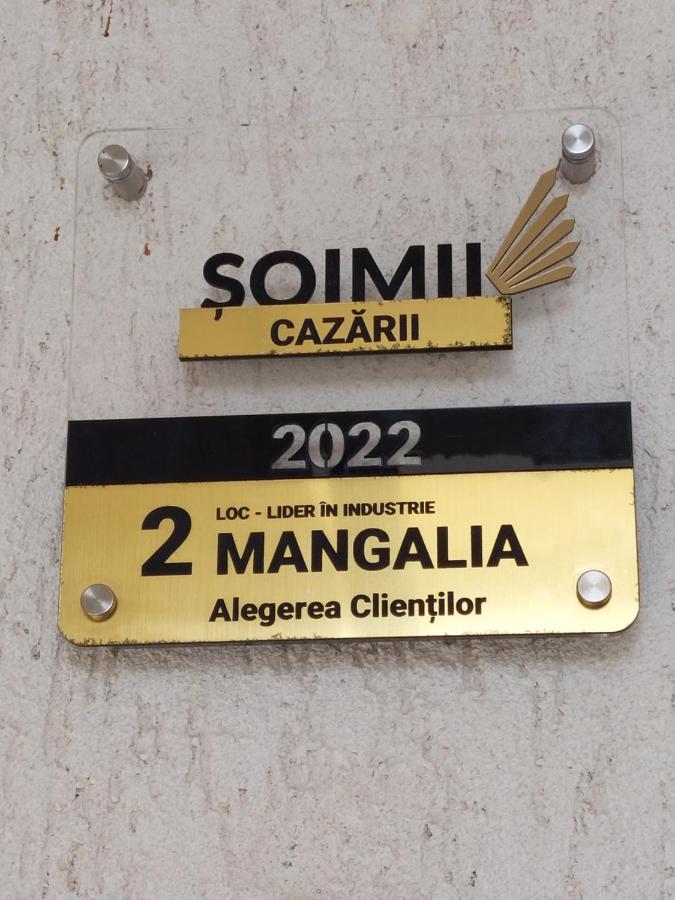 ȘOIMII
CAZĂRII
2022
2 LOC - LIDER ÎN INDUSTRIE
MANGALIA
Alegerea Clienților